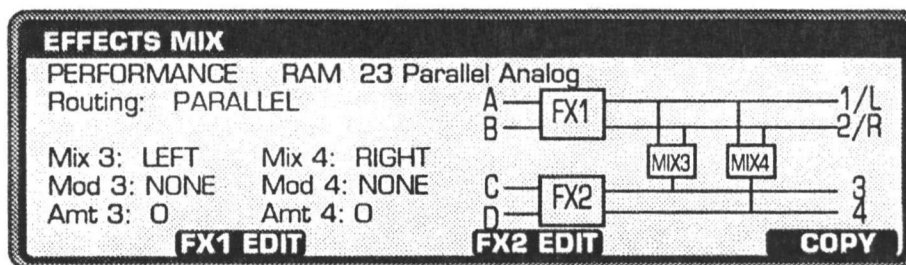 EFFECTS MIX
PERFORMANCE RAM 23 Parallel Analog
Routing: PARALLEL
A
B
FX1
1/L
2/R
Mix 3: LEFT Mix 4: RIGHT
MIX3 MIX4
Mod 3: NONE Mod 4: NONE
Amt 3: 0 Amt 4: 0
C
D
FX2
3
4
FX1 EDIT FX2 EDIT COPY